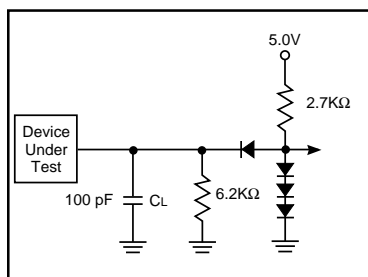 5.0V
2.7KΩ
Device
Under
Test
100 pF
CL
6.2KΩ